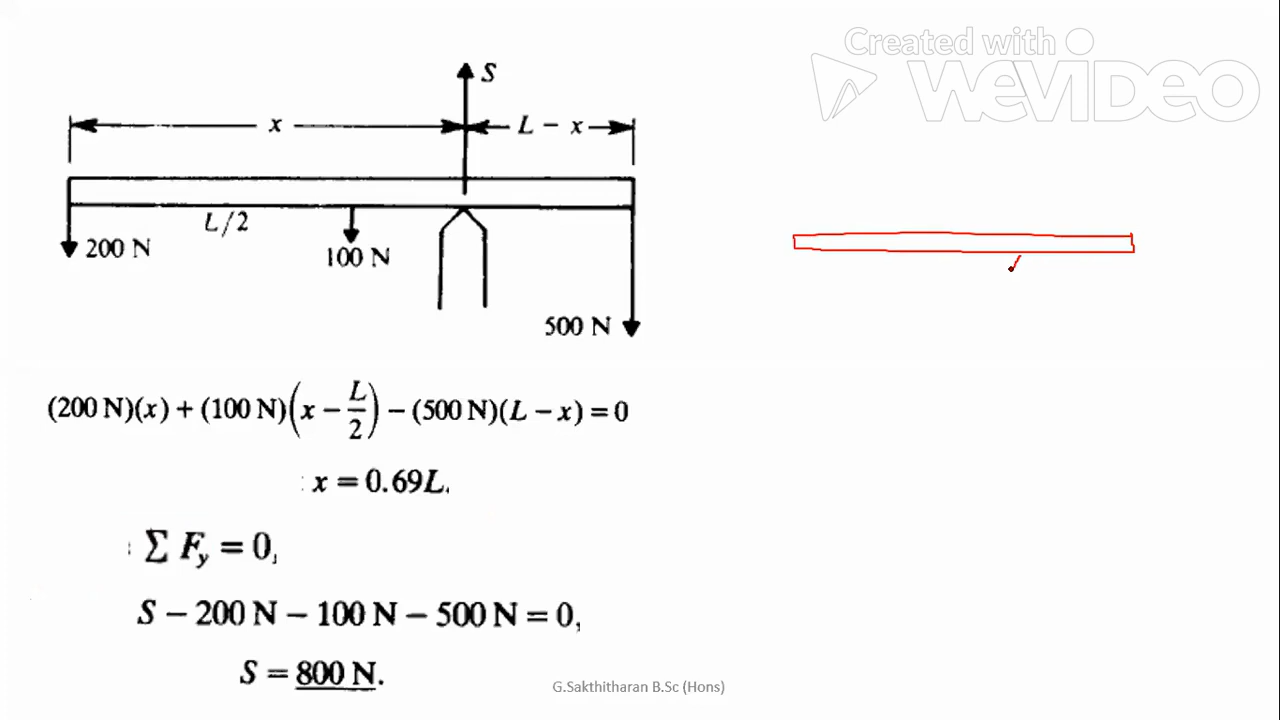 Created with
WEVIDEO
S
x
L − x
L/2
200 N
100 N
500 N
(200 N)(x) + (100 N)(x − L/2) − (500 N)(L − x) = 0
x = 0.69L.
∑ Fy = 0,
S − 200 N − 100 N − 500 N = 0,
S = 800 N.
G.Sakthitharan B.Sc (Hons)